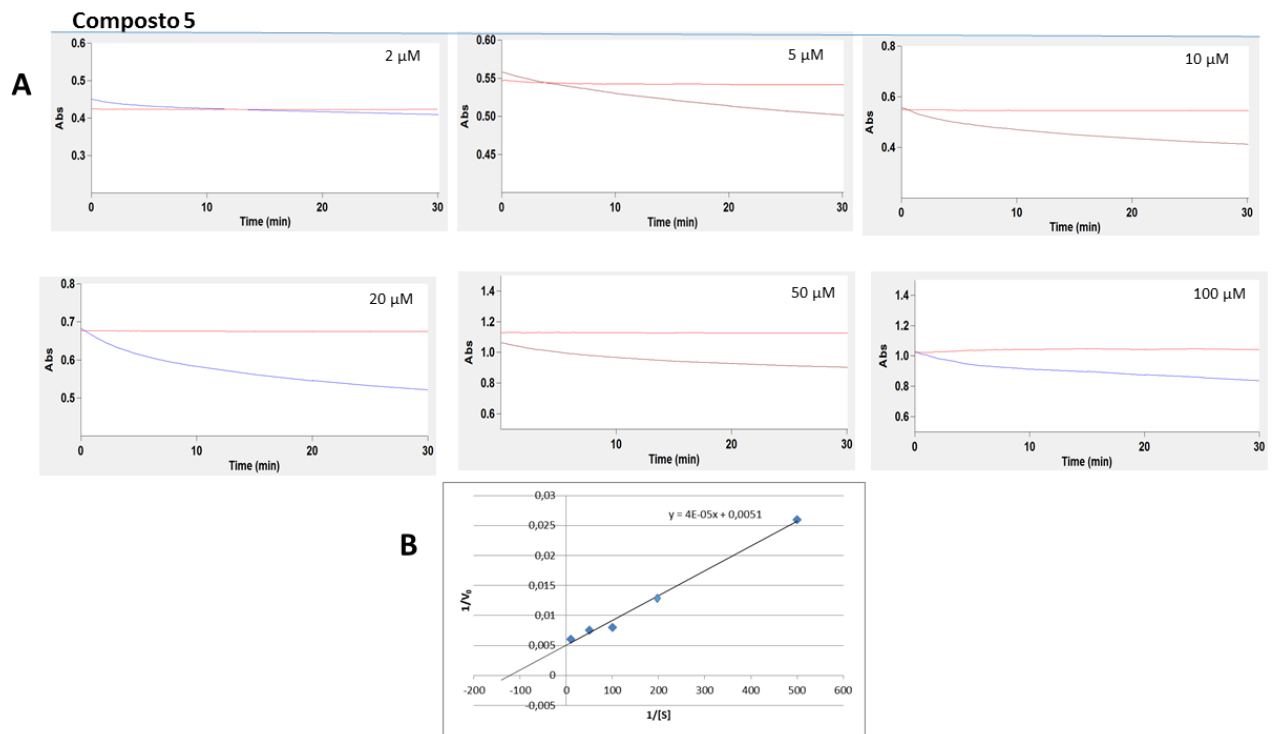 Composto 5
A
0.6
0.5
0.4
0.3
Abs
2 µM
0 10 20 30
Time (min)
0.60
0.55
0.50
0.45
Abs
5 µM
0 10 20 30
Time (min)
0.8
0.6
0.4
Abs
10 µM
0 10 20 30
Time (min)
0.8
0.7
0.6
0.5
Abs
20 µM
0 10 20 30
Time (min)
1.4
1.2
1.0
0.8
0.6
Abs
50 µM
10 20 30
Time (min)
1.4
1.2
1.0
0.8
0.6
Abs
100 µM
0 10 20 30
Time (min)
B
0,03
0,025
0,02
0,015
0,01
0,005
0
-0,005
1/V₀
y = 4E-05x + 0,0051
-200 -100 0 100 200 300 400 500 600
1/[S]